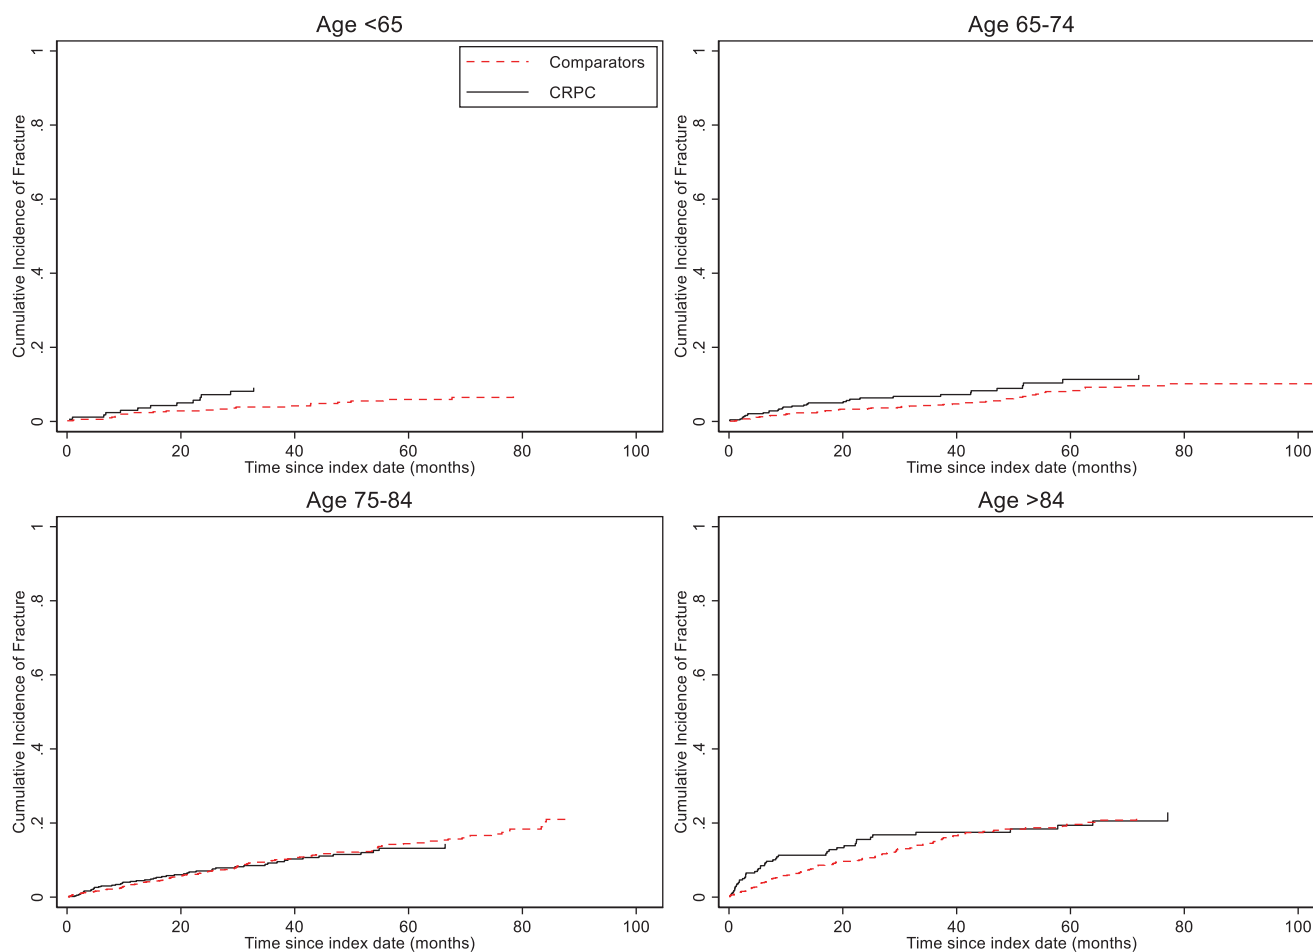 Age <65
Cumulative Incidence of Fracture
1
.8
.6
.4
.2
0
Comparators
CRPC
0 20 40 60 80 100
Time since index date (months)
Age 65-74
Cumulative Incidence of Fracture
1
.8
.6
.4
.2
0
0 20 40 60 80 100
Time since index date (months)
Age 75-84
Cumulative Incidence of Fracture
1
.8
.6
.4
.2
0
0 20 40 60 80 100
Time since index date (months)
Age >84
Cumulative Incidence of Fracture
1
.8
.6
.4
.2
0
0 20 40 60 80 100
Time since index date (months)